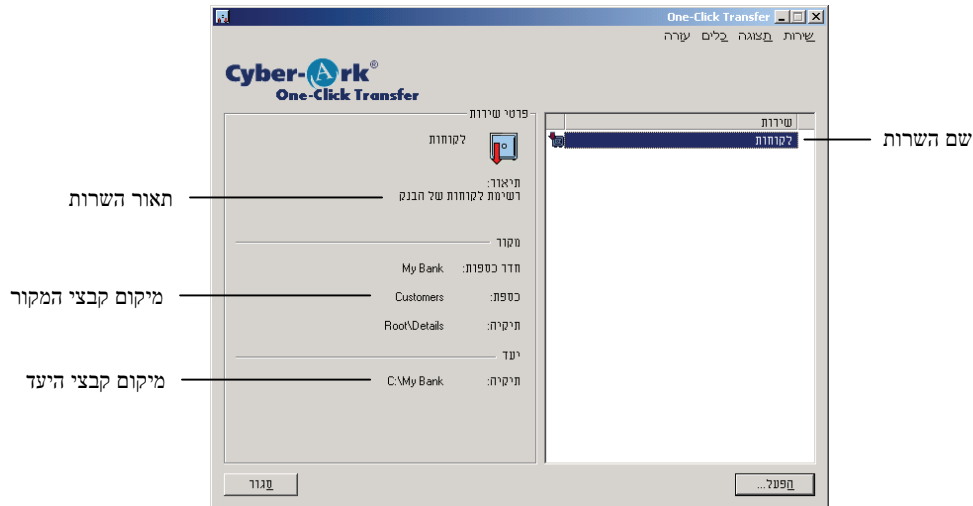 One-Click Transfer
שירות תצוגה כלים עזרה
Cyber-Ark®
One-Click Transfer
שירות
לקוחות
שם השרות
פרטי שירות
לקוחות
תיאור:
רשימת לקוחות של הבנק
תאור השרות
מקור
חדר כספות: My Bank
כספת: Customers
מיקום קבצי המקור
תיקיה: Root\Details
יעד
תיקיה: C:\My Bank
מיקום קבצי היעד
הפעל...
סגור